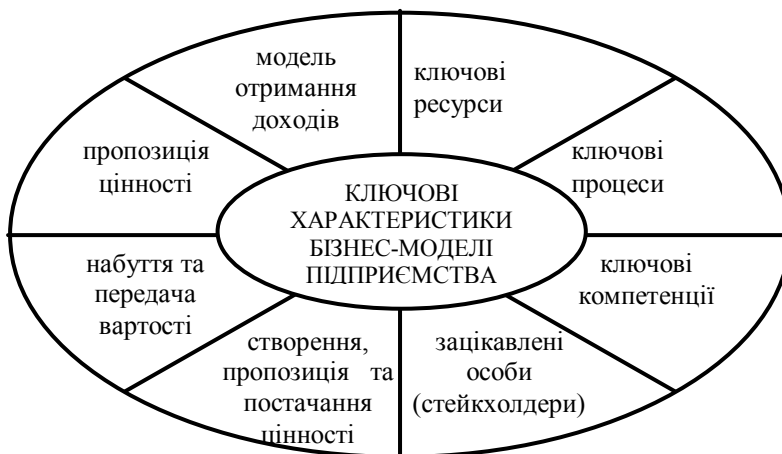 модель
отримання
доходів
ключові
ресурси
пропозиція
цінності
ключові
процеси
КЛЮЧОВІ
ХАРАКТЕРИСТИКИ
БІЗНЕС-МОДЕЛІ
ПІДПРИЄМСТВА
набуття та
передача
вартості
ключові
компетенції
створення,
пропозиція та
постачання
цінності
зацікавлені
особи
(стейкхолдери)